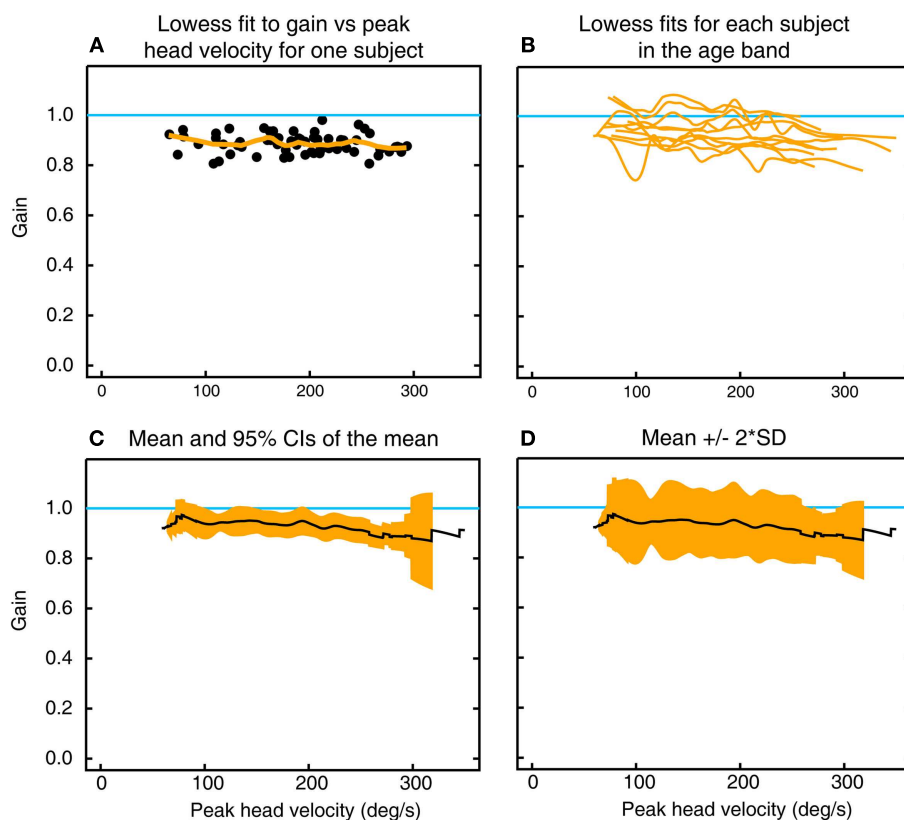 A
Lowess fit to gain vs peak
head velocity for one subject
1.0
0.8
0.6
0.4
0.2
0.0
Gain
0 100 200 300
B
Lowess fits for each subject
in the age band
0 100 200 300
C Mean and 95% CIs of the mean
1.0
0.8
0.6
0.4
0.2
0.0
Gain
0 100 200 300
Peak head velocity (deg/s)
D Mean +/- 2*SD
0 100 200 300
Peak head velocity (deg/s)